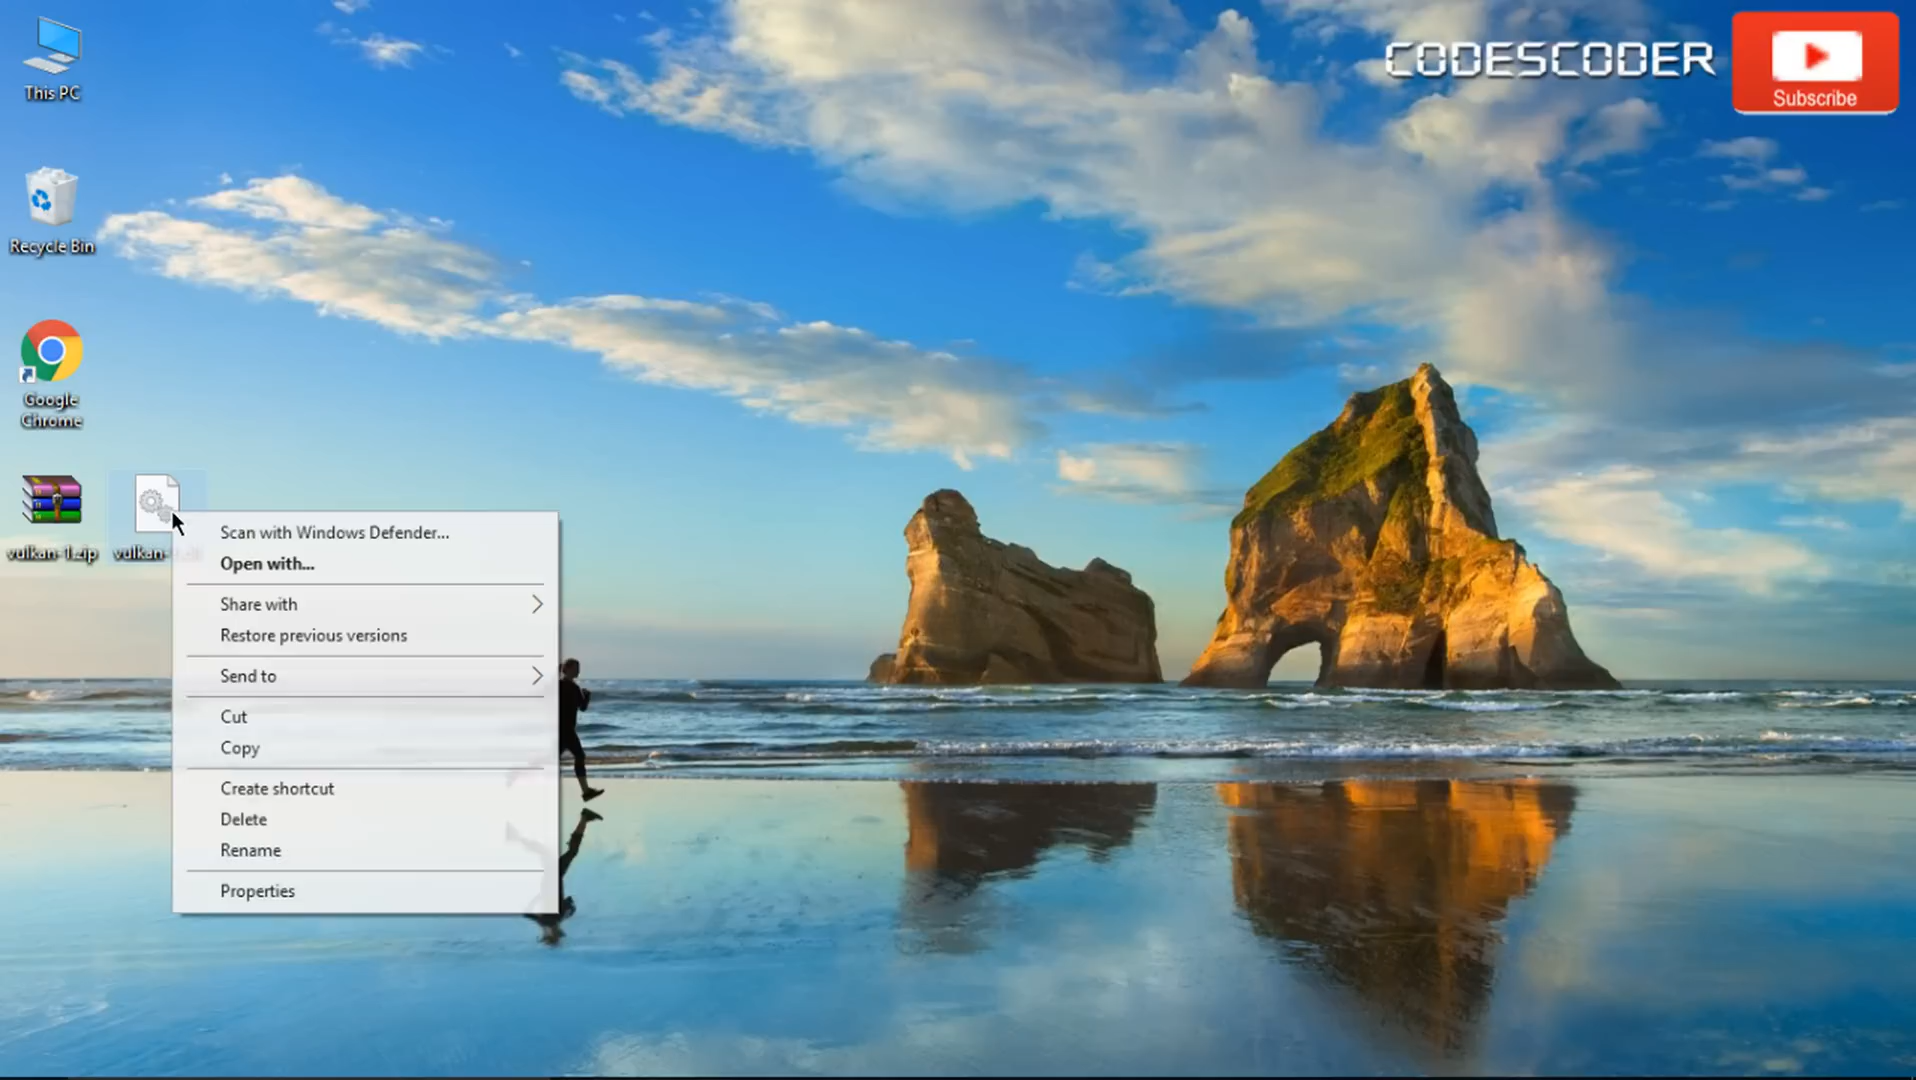 This PC
Recycle Bin
Google
Chrome
vulkan-1.zip
vulkan-
Scan with Windows Defender...
Open with...
Share with
Restore previous versions
Send to
Cut
Copy
Create shortcut
Delete
Rename
Properties
CODESCODER
Subscribe